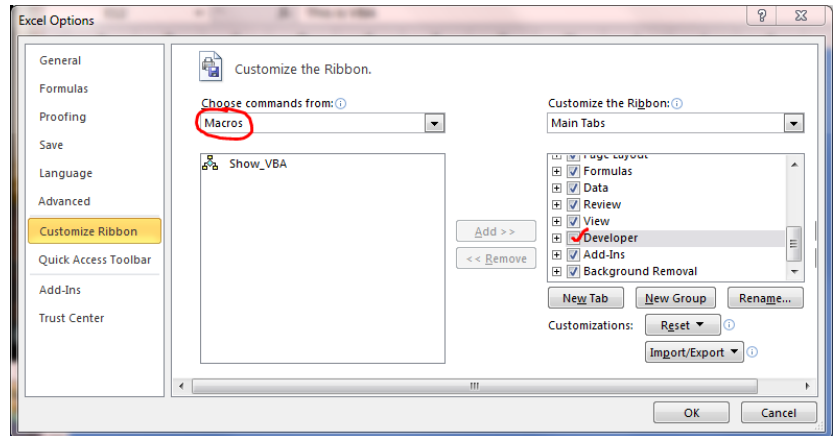 Excel Options
General
Formulas
Proofing
Save
Language
Advanced
Customize Ribbon
Quick Access Toolbar
Add-Ins
Trust Center
Customize the Ribbon.
Choose commands from:
Macros
Show_VBA
Add >>
<< Remove
Customize the Ribbon:
Main Tabs
Page Layout
Formulas
Data
Review
View
Developer
Add-Ins
Background Removal
New Tab New Group Rename...
Customizations: Reset
Import/Export
OK Cancel